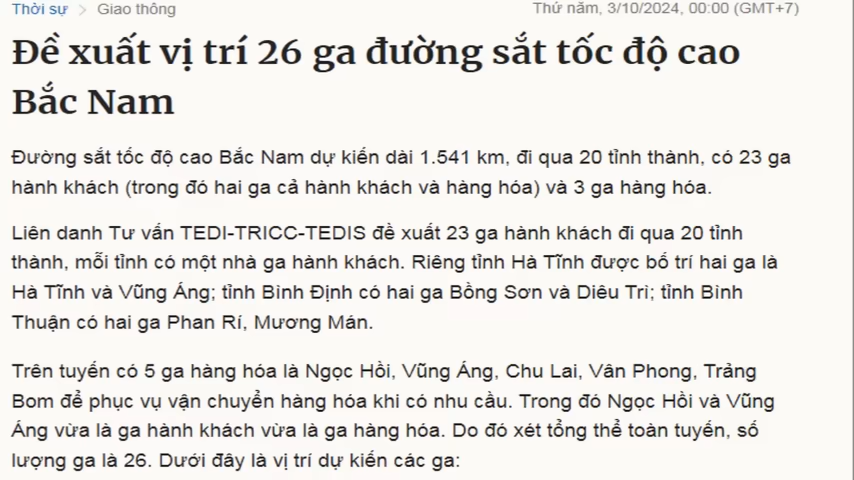 Thời sự > Giao thông
Thứ năm, 3/10/2024, 00:00 (GMT+7)
Đề xuất vị trí 26 ga đường sắt tốc độ cao
Bắc Nam
Đường sắt tốc độ cao Bắc Nam dự kiến dài 1.541 km, đi qua 20 tỉnh thành, có 23 ga
hành khách (trong đó hai ga cả hành khách và hàng hóa) và 3 ga hàng hóa.
Liên danh Tư vấn TEDI-TRICC-TEDIS đề xuất 23 ga hành khách đi qua 20 tỉnh
thành, mỗi tỉnh có một nhà ga hành khách. Riêng tỉnh Hà Tĩnh được bố trí hai ga là
Hà Tĩnh và Vũng Áng; tỉnh Bình Định có hai ga Bồng Sơn và Diêu Trì; tỉnh Bình
Thuận có hai ga Phan Rí, Mương Mán.
Trên tuyến có 5 ga hàng hóa là Ngọc Hồi, Vũng Áng, Chu Lai, Vân Phong, Trảng
Bom để phục vụ vận chuyển hàng hóa khi có nhu cầu. Trong đó Ngọc Hồi và Vũng
Áng vừa là ga hành khách vừa là ga hàng hóa. Do đó xét tổng thể toàn tuyến, số
lượng ga là 26. Dưới đây là vị trí dự kiến các ga: